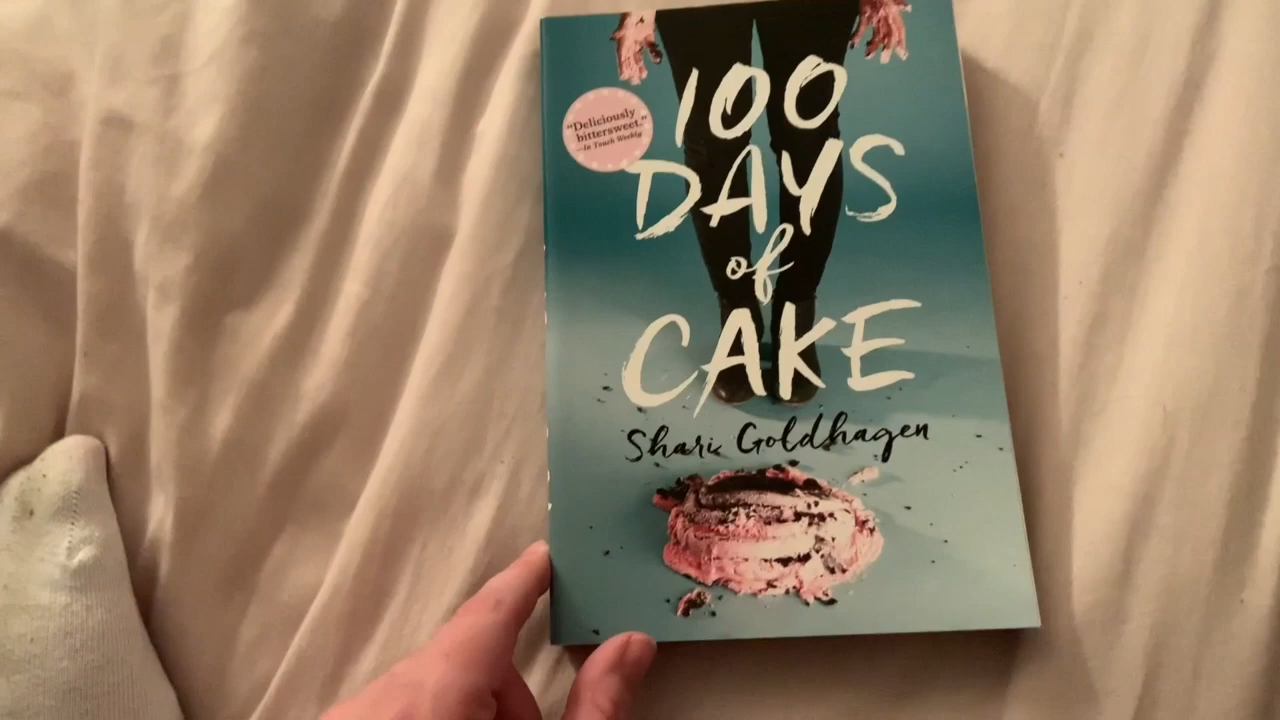 100
DAYS
of
CAKE
Shari Goldhagen
"Deliciously
bittersweet."
—In Touch Weekly